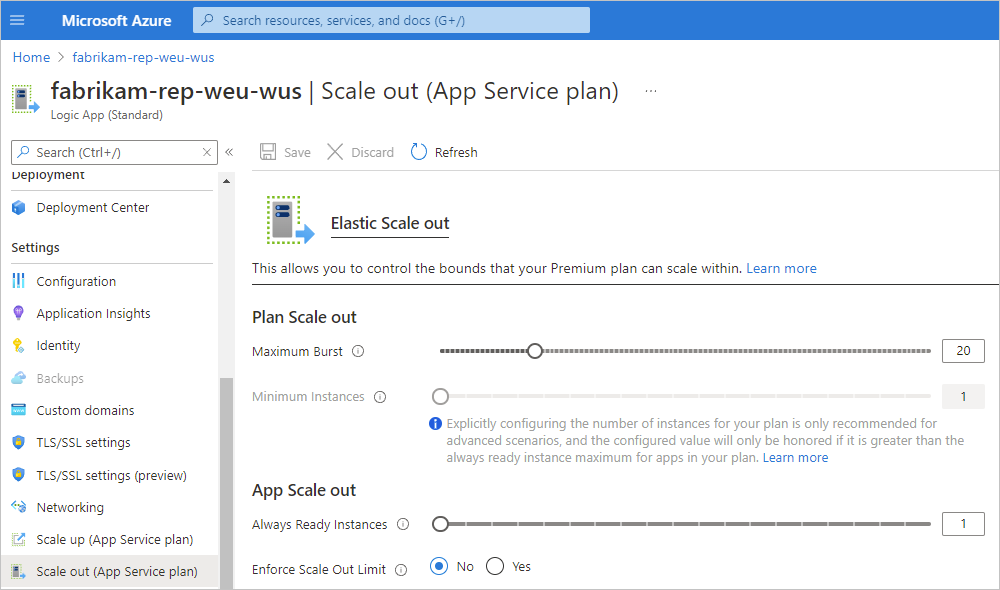 Microsoft Azure
Search resources, services, and docs (G+/)
Home > fabrikam-rep-weu-wus
fabrikam-rep-weu-wus | Scale out (App Service plan) ...
Logic App (Standard)
Search (Ctrl+/)
«
Save
Discard
Refresh
Deployment
Deployment Center
Settings
Configuration
Application Insights
Identity
Backups
Custom domains
TLS/SSL settings
TLS/SSL settings (preview)
Networking
Scale up (App Service plan)
Scale out (App Service plan)
Elastic Scale out
This allows you to control the bounds that your Premium plan can scale within. Learn more
Plan Scale out
Maximum Burst
20
Minimum Instances
1
Explicitly configuring the number of instances for your plan is only recommended for
advanced scenarios, and the configured value will only be honored if it is greater than the
always ready instance maximum for apps in your plan. Learn more
App Scale out
Always Ready Instances
1
Enforce Scale Out Limit
No
Yes